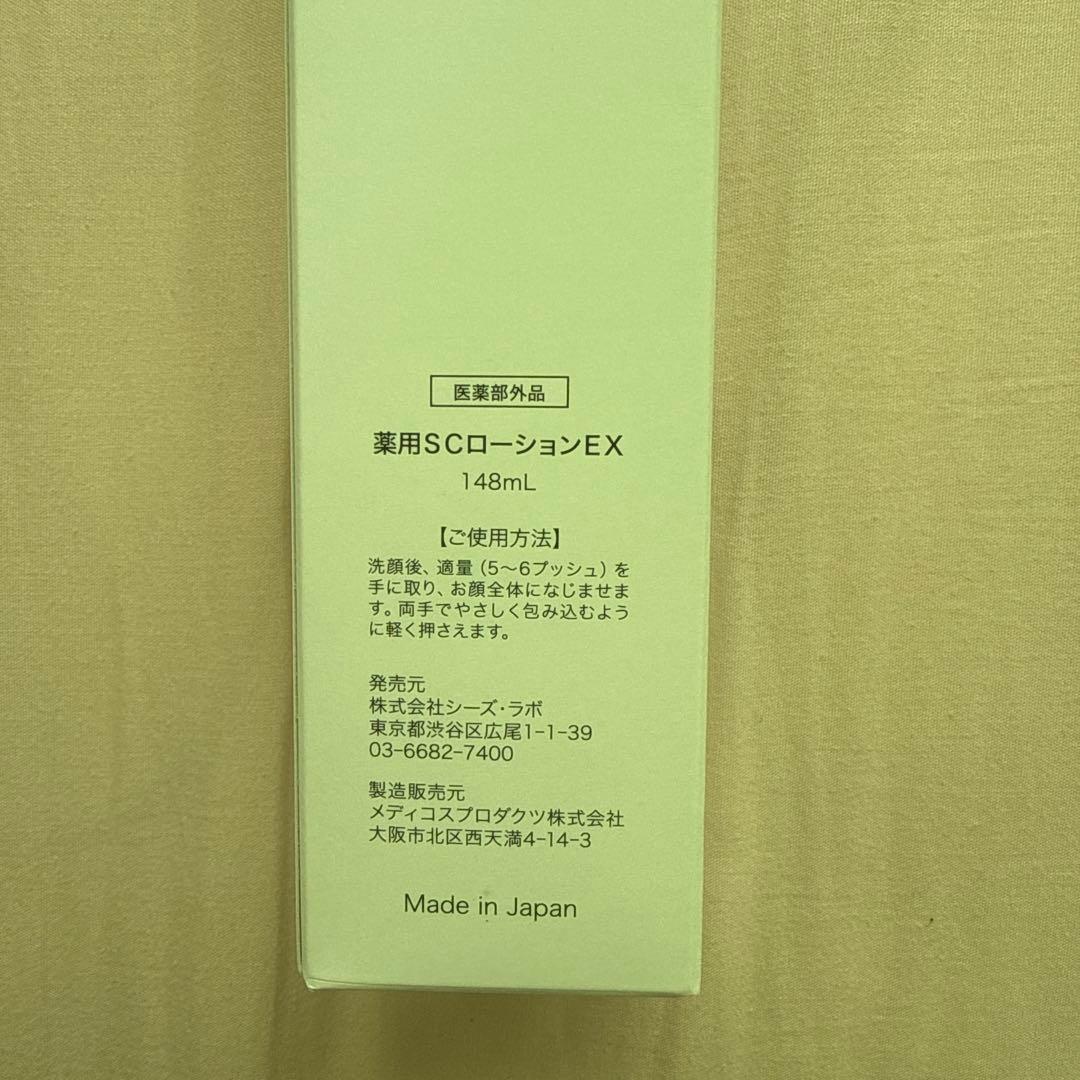 医薬部外品
薬用SCローションEX
148mL
【ご使用方法】
洗顔後、適量（5〜6プッシュ）を
手に取り、お顔全体になじませま
す。両手でやさしく包み込むよう
に軽く押さえます。
発売元
株式会社シーズ・ラボ
東京都渋谷区広尾1-1-39
03-6682-7400
製造販売元
メディコスプロダクツ株式会社
大阪市北区西天満4-14-3
Made in Japan